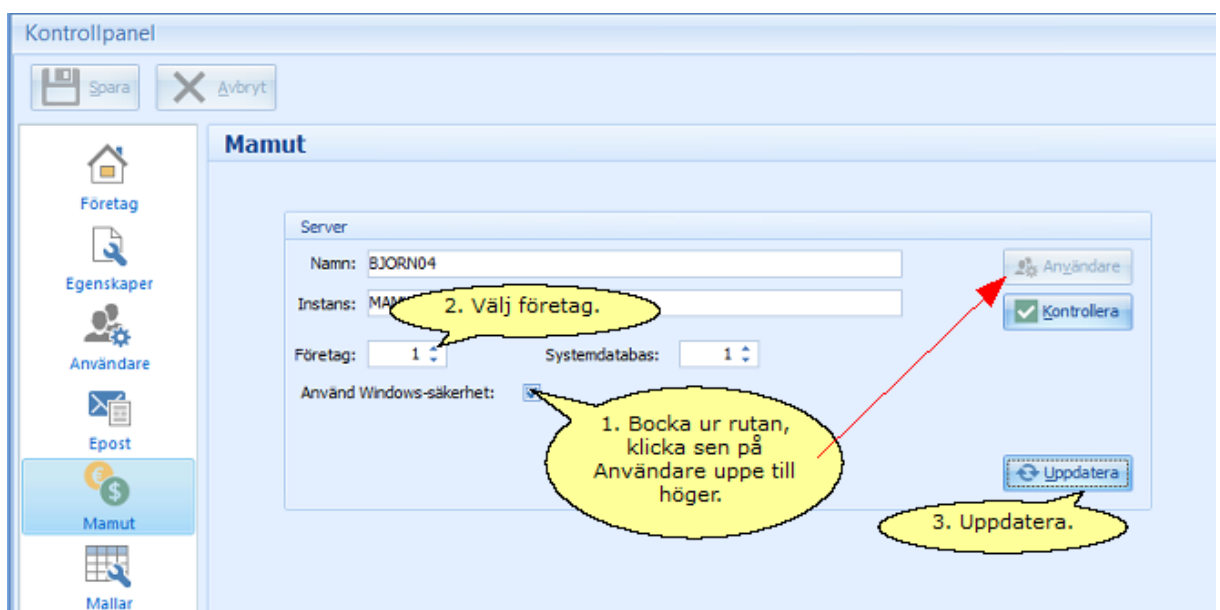 Kontrollpanel
Spara
Avbryt
Mamut
Företag
Egenskaper
Användare
Epost
Mamut
Mallar
Server
Namn: BJORN04
Användare
Instans:
2. Välj företag.
Kontrollera
Företag: 1
Systemdatabas: 1
Använd Windows-säkerhet:
1. Bocka ur rutan,
klicka sen på
Användare uppe till
höger.
Uppdatera
3. Uppdatera.